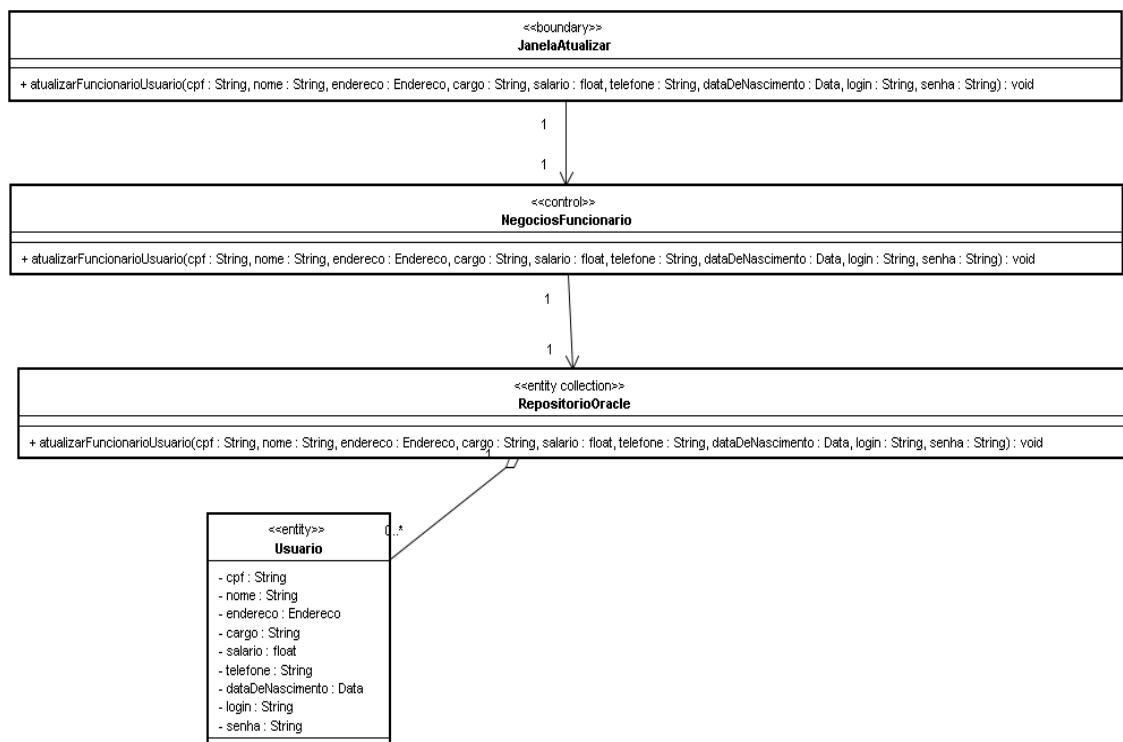 <<boundary>>
JanelaAtualizar
+ atualizarFuncionarioUsuario(cpf : String, nome : String, endereco : Endereco, cargo : String, salario : float, telefone : String, dataDeNascimento : Data, login : String, senha : String) : void
1
1
<<control>>
NegociosFuncionario
+ atualizarFuncionarioUsuario(cpf : String, nome : String, endereco : Endereco, cargo : String, salario : float, telefone : String, dataDeNascimento : Data, login : String, senha : String) : void
1
1
<<entity collection>>
RepositorioOracle
+ atualizarFuncionarioUsuario(cpf : String, nome : String, endereco : Endereco, cargo : String, salario : float, telefone : String, dataDeNascimento : Data, login : String, senha : String) : void
1
0..*
<<entity>>
Usuario
- cpf : String
- nome : String
- endereco : Endereco
- cargo : String
- salario : float
- telefone : String
- dataDeNascimento : Data
- login : String
- senha : String